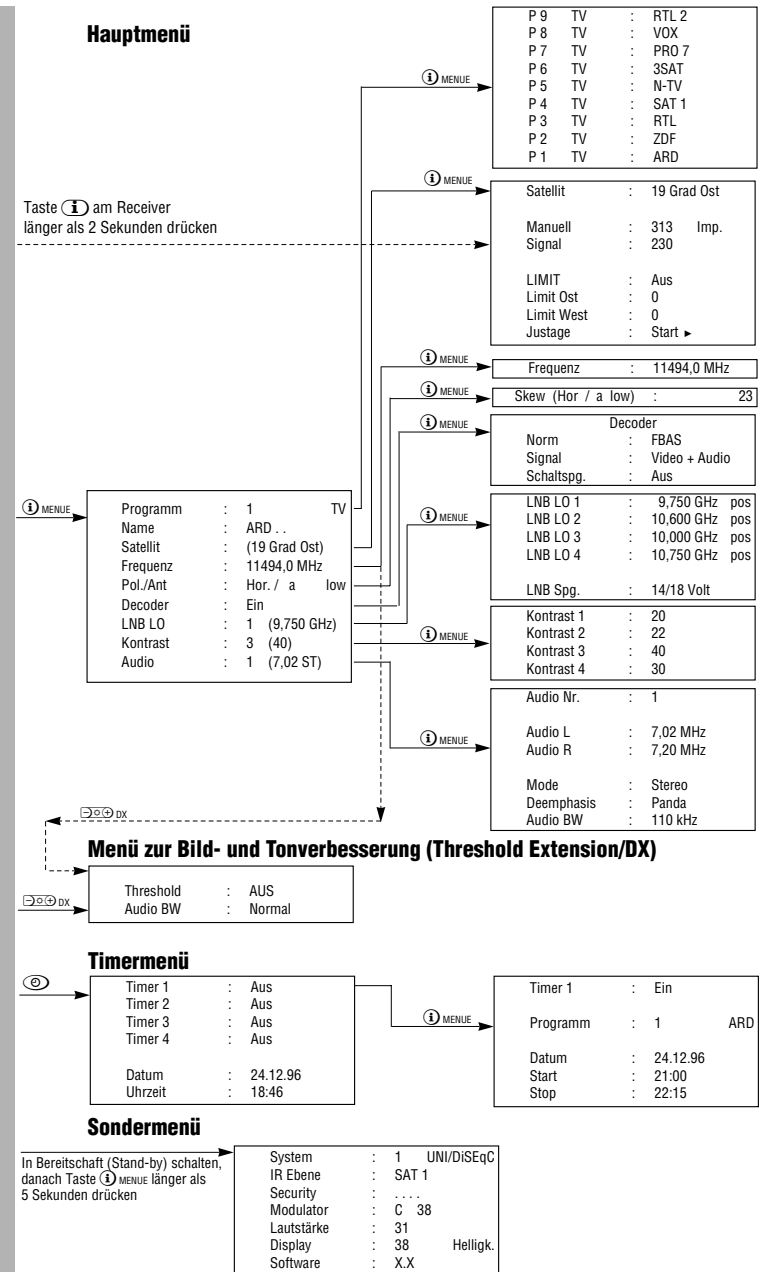 Hauptmenü
P 9 TV : RTL 2
P 8 TV : VOX
P 7 TV : PRO 7
P 6 TV : 3SAT
P 5 TV : N-TV
P 4 TV : SAT 1
P 3 TV : RTL
P 2 TV : ZDF
P 1 TV : ARD
i MENUE
i MENUE
Taste i am Receiver
länger als 2 Sekunden drücken
Satellit : 19 Grad Ost
Manuell : 313 Imp.
Signal : 230
LIMIT : Aus
Limit Ost : 0
Limit West : 0
Justage : Start ►
i MENUE
Frequenz : 11494,0 MHz
i MENUE
Skew (Hor / a low) : 23
i MENUE
Decoder
Norm : FBAS
Signal : Video + Audio
Schaltspg. : Aus
i MENUE
Programm : 1 TV
Name : ARD . .
Satellit : (19 Grad Ost)
Frequenz : 11494,0 MHz
Pol./Ant : Hor. / a low
Decoder : Ein
LNB LO : 1 (9,750 GHz)
Kontrast : 3 (40)
Audio : 1 (7,02 ST)
i MENUE
LNB LO 1 : 9,750 GHz pos
LNB LO 2 : 10,600 GHz pos
LNB LO 3 : 10,000 GHz pos
LNB LO 4 : 10,750 GHz pos
LNB Spg. : 14/18 Volt
i MENUE
Kontrast 1 : 20
Kontrast 2 : 22
Kontrast 3 : 40
Kontrast 4 : 30
i MENUE
Audio Nr. : 1
Audio L : 7,02 MHz
Audio R : 7,20 MHz
Mode : Stereo
Deemphasis : Panda
Audio BW : 110 kHz
- + DX
Menü zur Bild- und Tonverbesserung (Threshold Extension/DX)
- + DX
Threshold : AUS
Audio BW : Normal
Timermenü
Timer 1 : Aus
Timer 2 : Aus
Timer 3 : Aus
Timer 4 : Aus
Datum : 24.12.96
Uhrzeit : 18:46
i MENUE
Timer 1 : Ein
Programm : 1 ARD
Datum : 24.12.96
Start : 21:00
Stop : 22:15
Sondermenü
In Bereitschaft (Stand-by) schalten,
danach Taste i MENUE länger als
5 Sekunden drücken
System : 1 UNI/DiSEqC
IR Ebene : SAT 1
Security : . . . .
Modulator : C 38
Lautstärke : 31
Display : 38 Helligk.
Software : X.X